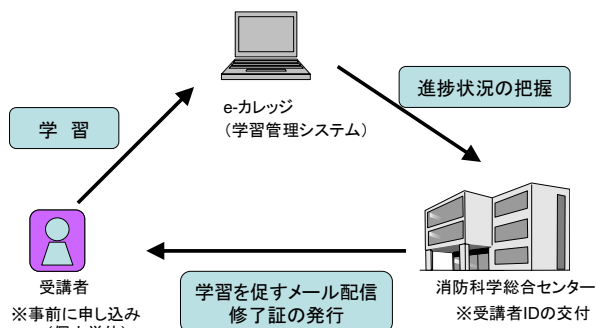 e-カレッジ
(学習管理システム)
進捗状況の把握
学 習
受講者
※事前に申し込み
学習を促すメール配信
修了証の発行
消防科学総合センター
※受講者IDの交付